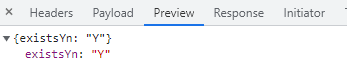 Headers Payload Preview Response Initiator
{existsYn: "Y"}
existsYn: "Y"